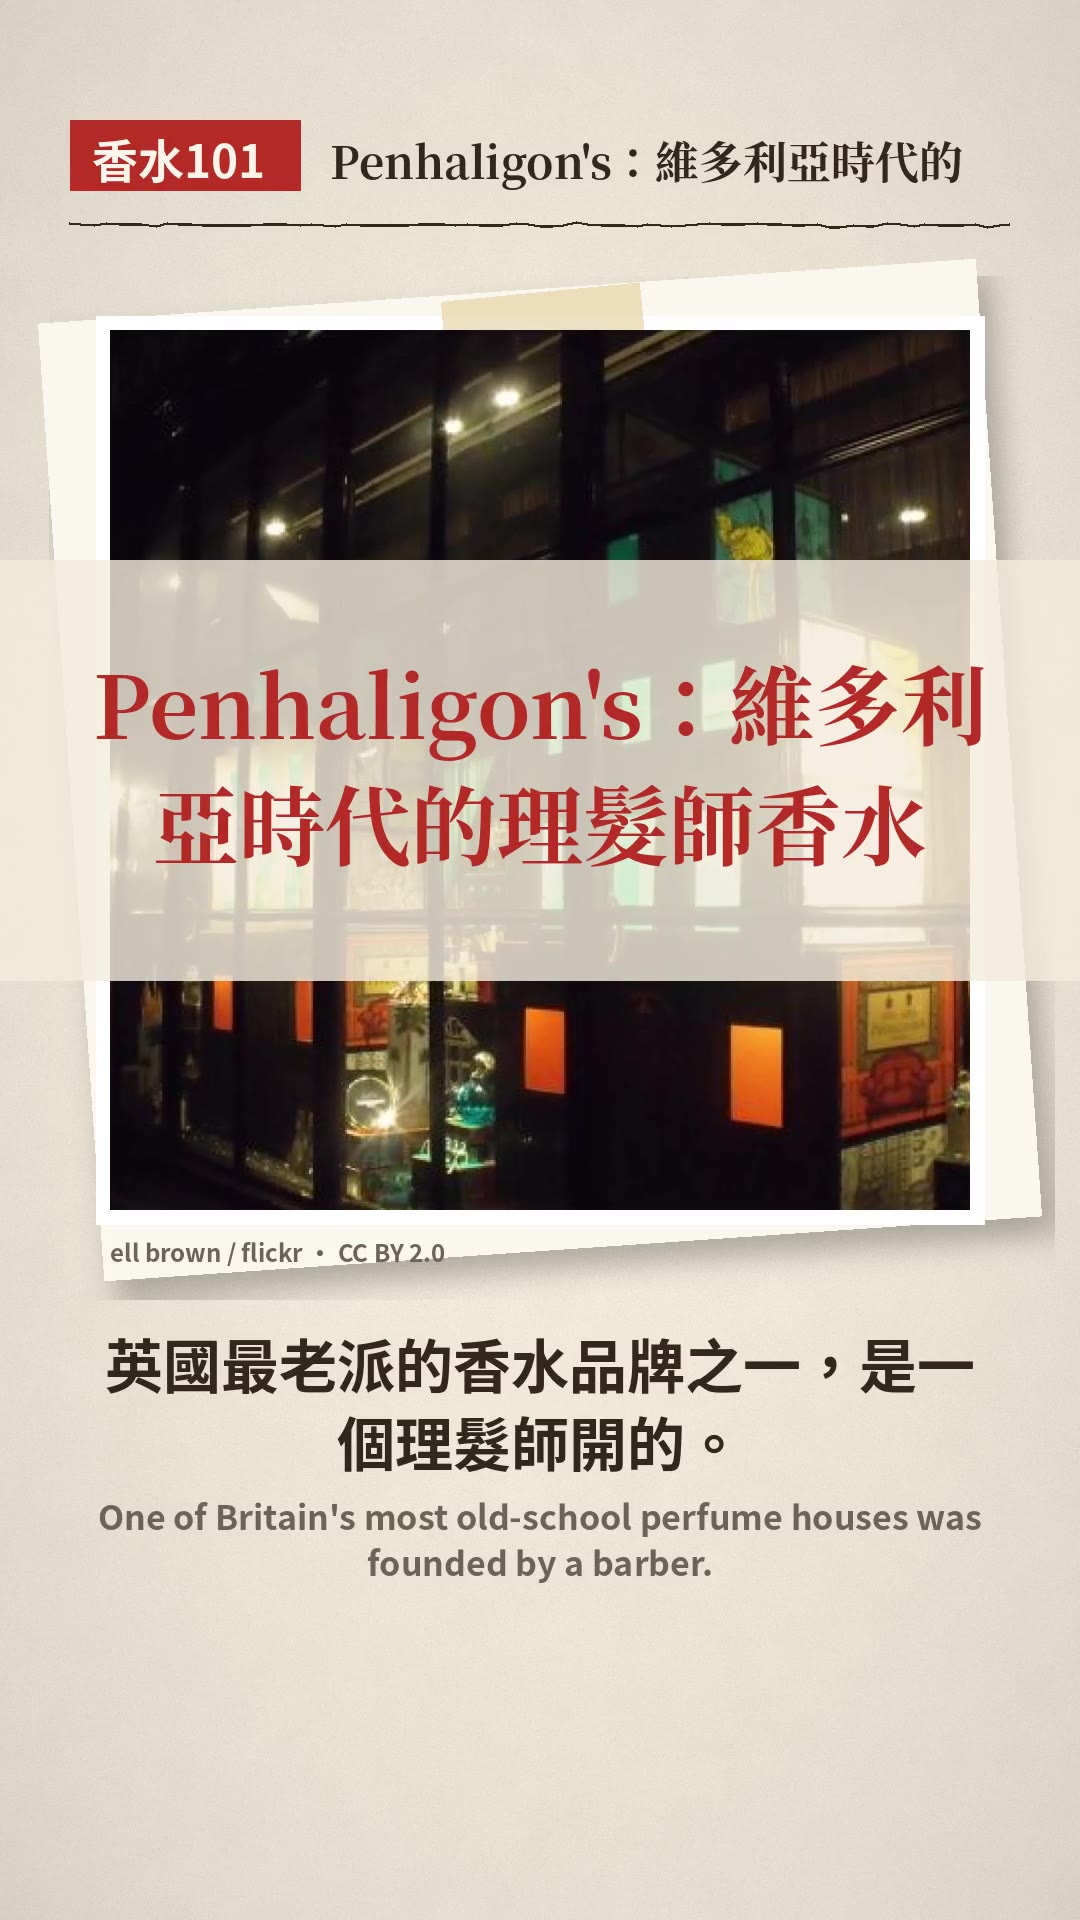 香水101
Penhaligon's：維多利亞時代的
Penhaligon's：維多利
亞時代的理髮師香水
ell brown / flickr • CC BY 2.0
英國最老派的香水品牌之一，是一
個理髮師開的。
One of Britain's most old-school perfume houses was
founded by a barber.